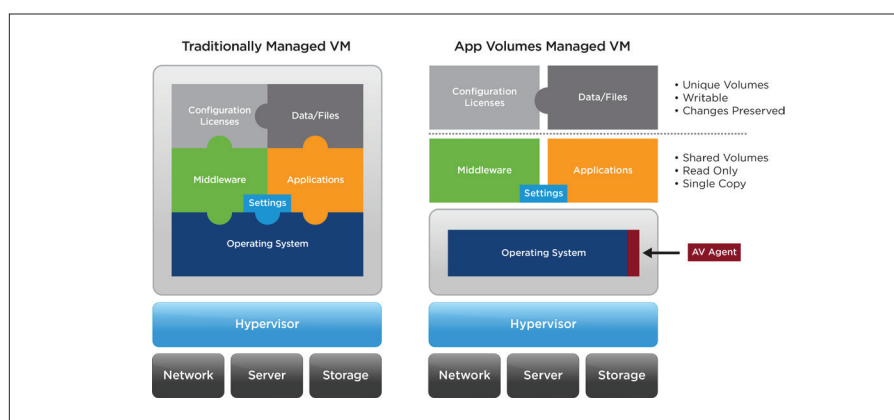 Traditionally Managed VM
Configuration
Licenses
Data/Files
Middleware
Applications
Settings
Operating System
Hypervisor
Network
Server
Storage
App Volumes Managed VM
Configuration
Licenses
Data/Files
• Unique Volumes
• Writable
• Changes Preserved
Middleware
Applications
Settings
• Shared Volumes
• Read Only
• Single Copy
Operating System
AV Agent
Hypervisor
Network
Server
Storage